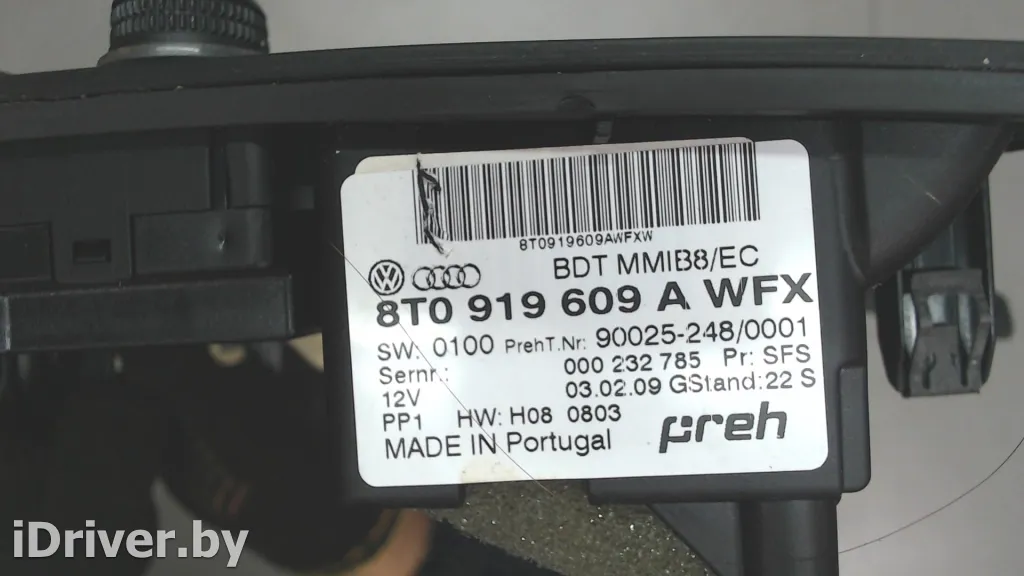 8T0919609AWFXW
BDT MMIB8/EC
8T0 919 609 A WFX
SW: 0100 PrehT.Nr: 90025-248/0001
Sernr.: 000 232 785 Pr: SFS
12V 03.02.09 GStand: 22 S
PP1 HW: H08 0803
MADE IN Portugal preh
iDriver.by